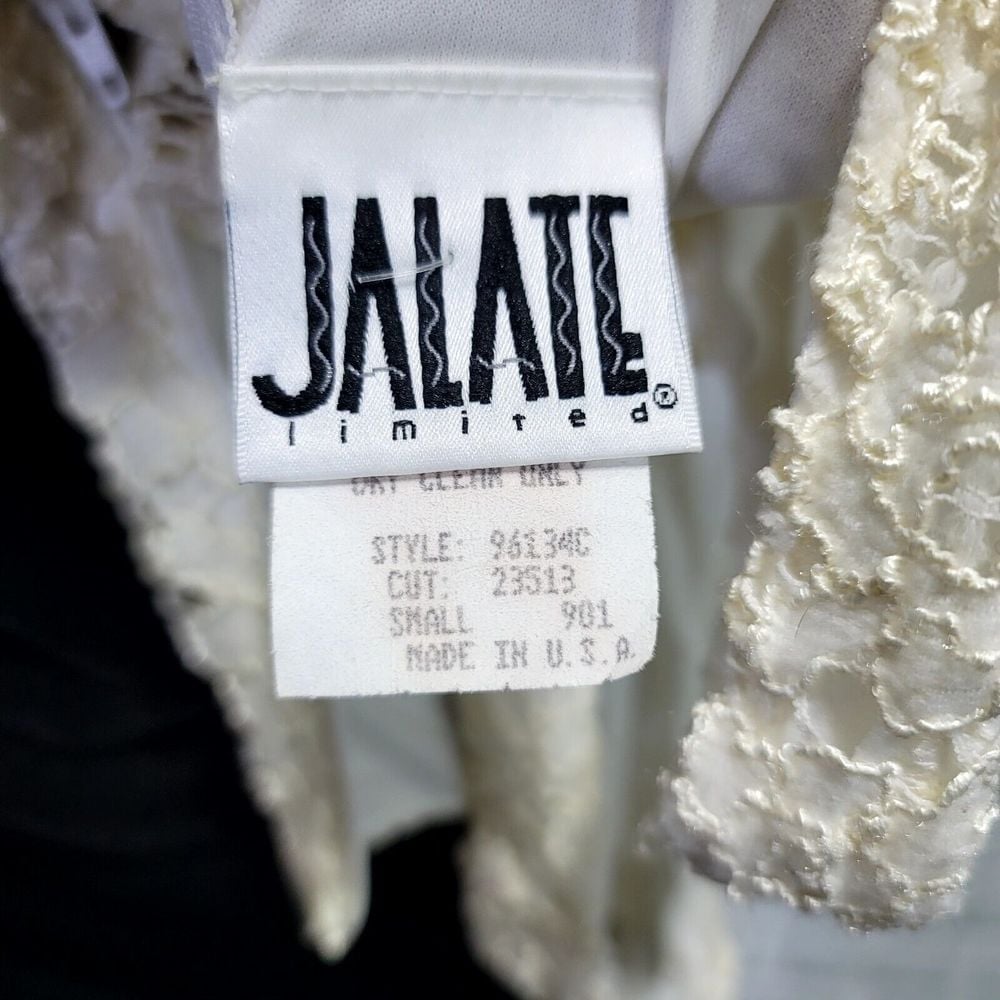 JALATE
limited®
DRY CLEAN ONLY
STYLE: 96134C
CUT: 23513
SMALL 901
MADE IN U.S.A.